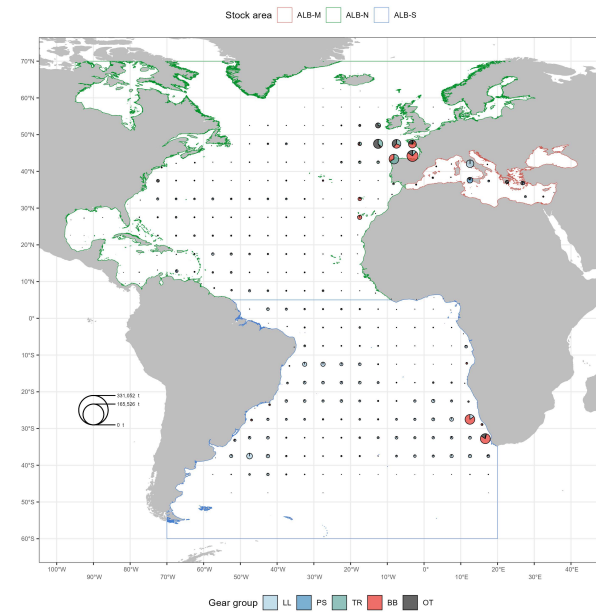 Stock area ALB-M ALB-N ALB-S
70°N
60°N
50°N
40°N
30°N
20°N
10°N
0°
10°S
20°S
30°S
40°S
50°S
60°S
331,052 t
165,526 t
0 t
100°W 80°W 60°W 40°W 20°W 0° 20°E 40°E
90°W 70°W 50°W 30°W 10°W 10°E 30°E
Gear group LL PS TR BB OT